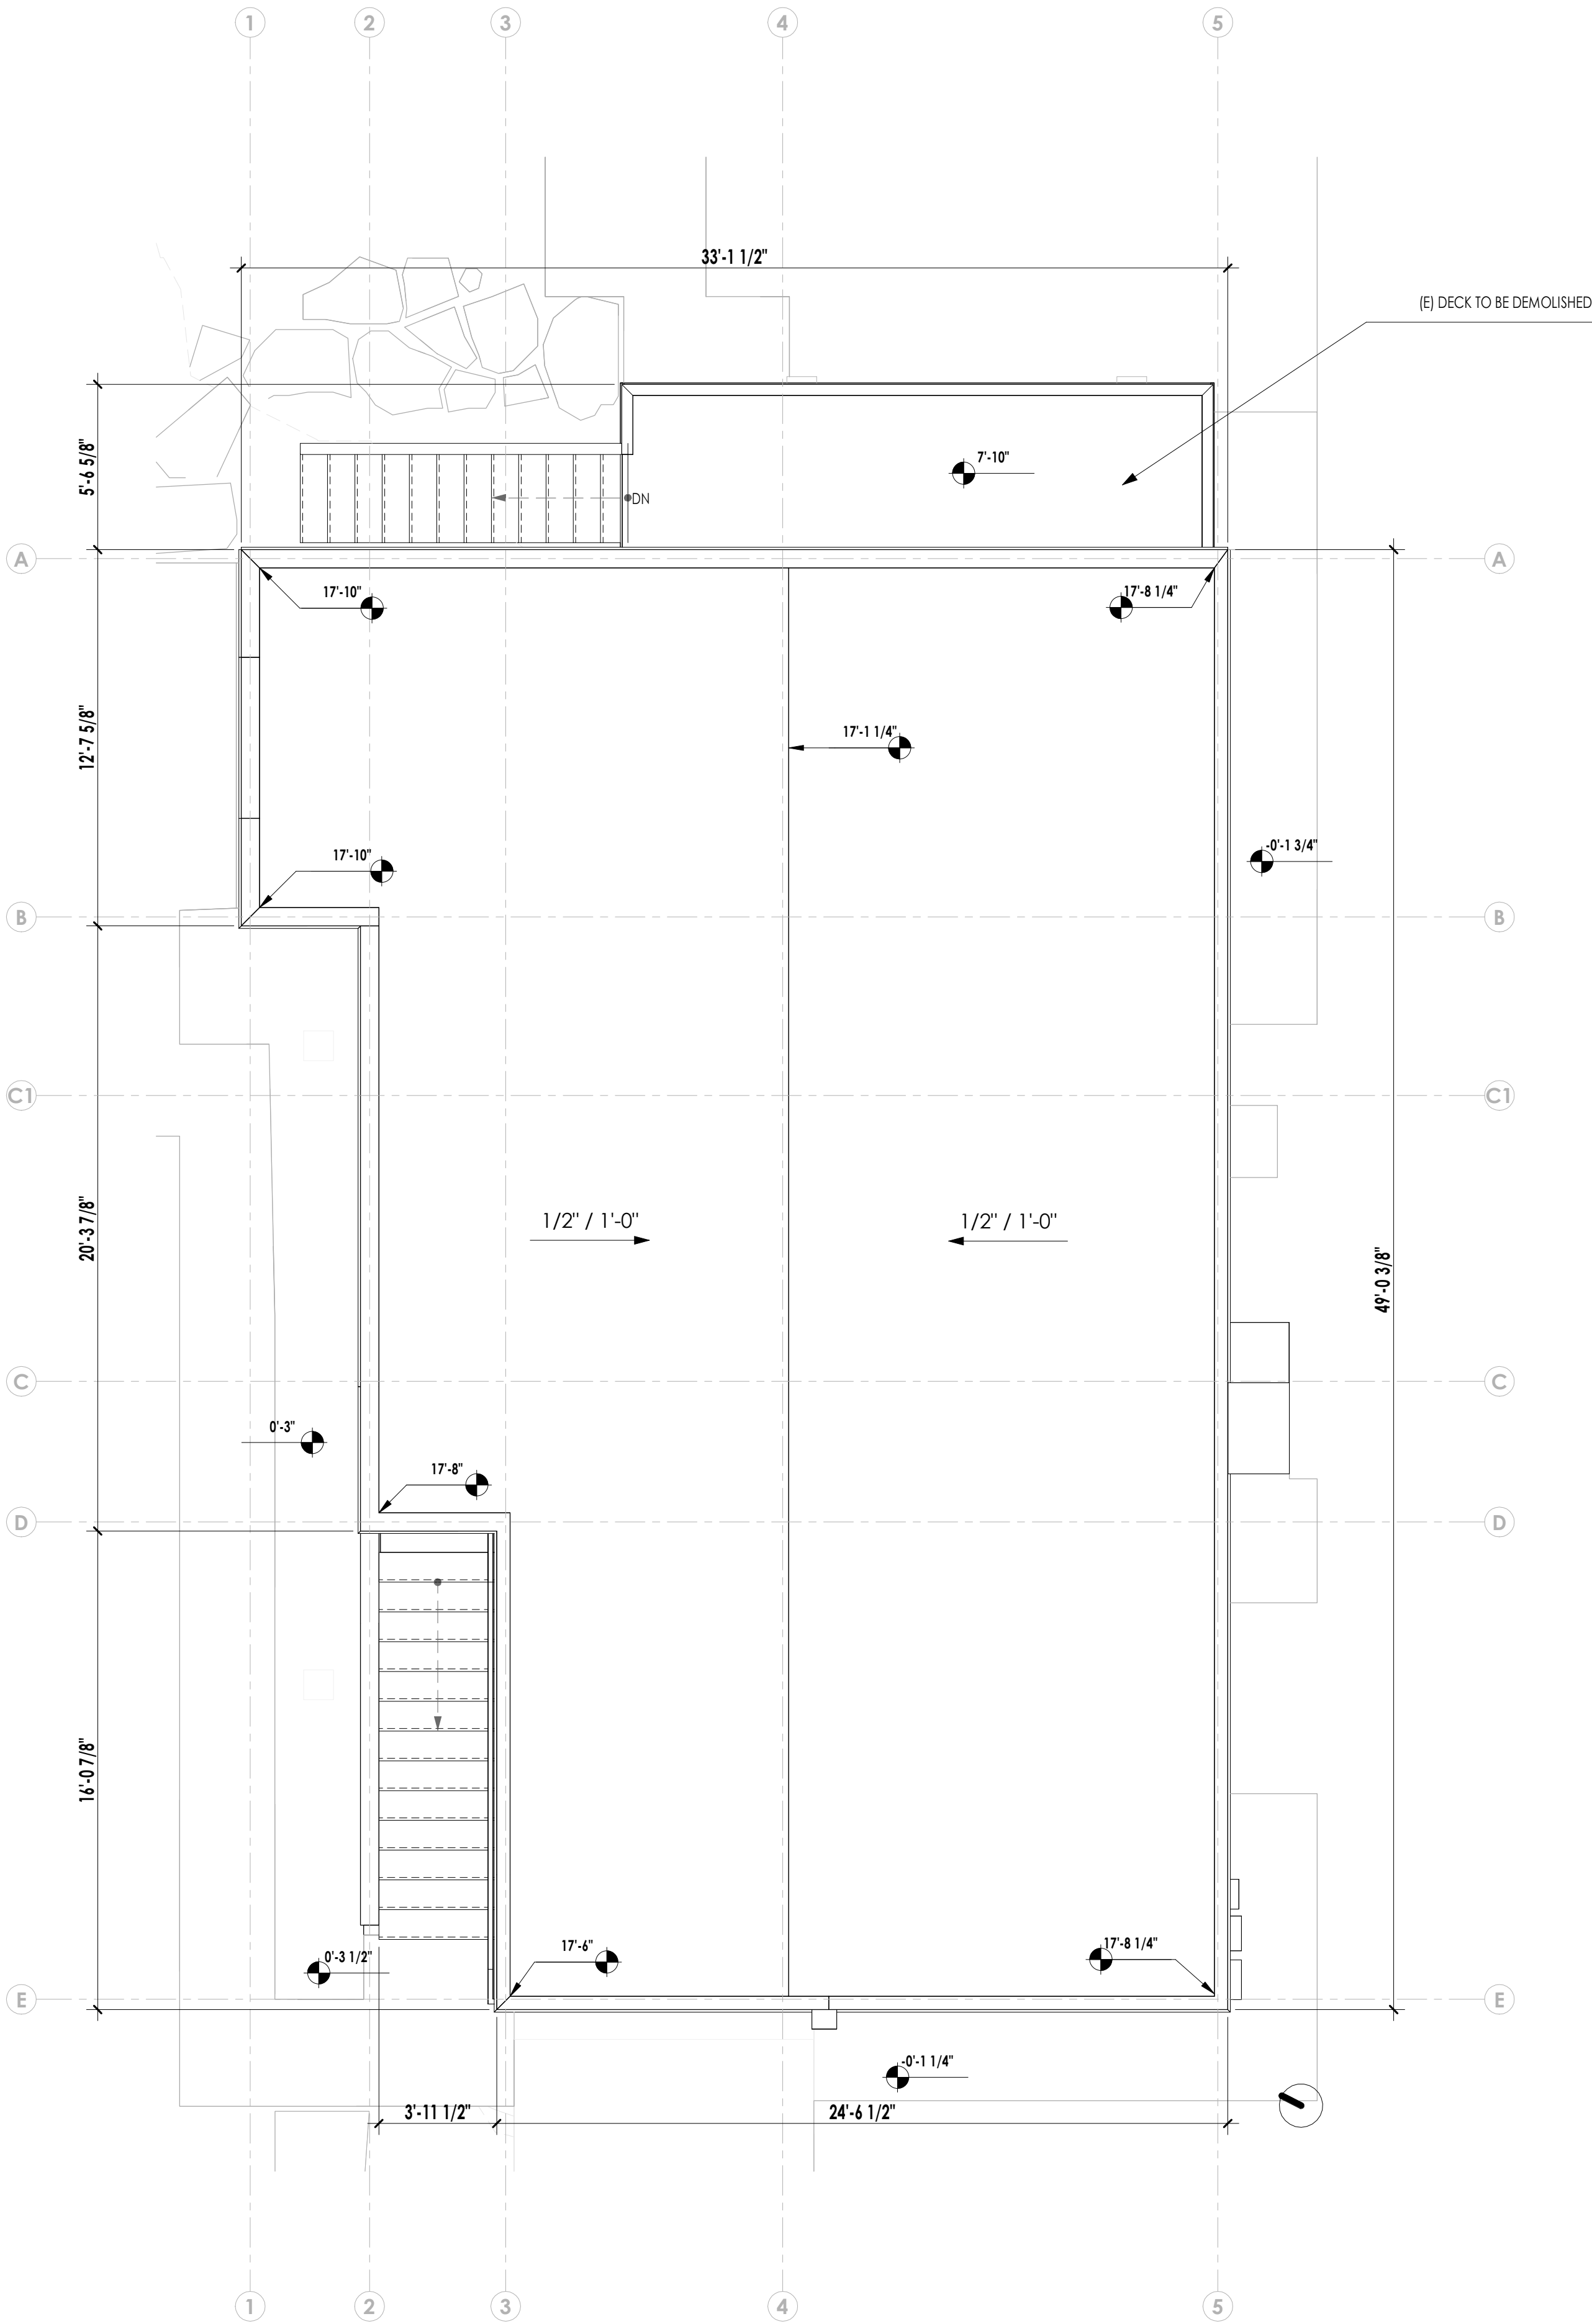 1 2 3 4 5
33'-1 1/2"
(E) DECK TO BE DEMOLISHED
5'-6 5/8"
7'-10"
DN
A A
17'-10" 17'-8 1/4"
12'-7 5/8"
17'-1 1/4"
17'-10" -0'-1 3/4"
B B
C1 C1
20'-3 7/8"
1/2" / 1'-0" 1/2" / 1'-0"
49'-0 3/8"
C C
0'-3"
17'-8"
D D
16'-0 7/8"
0'-3 1/2" 17'-6" 17'-8 1/4"
E E
-0'-1 1/4"
3'-11 1/2" 24'-6 1/2"
1 2 3 4 5